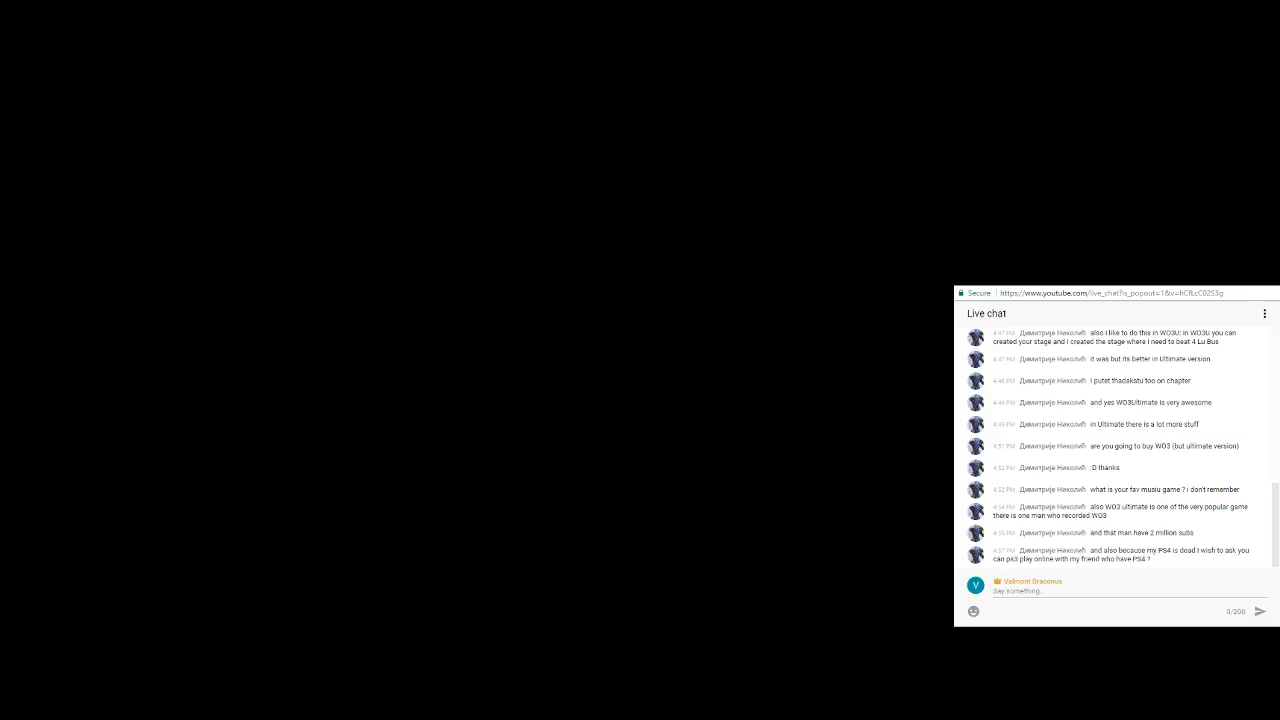 Secure | https://www.youtube.com/live_chat?is_popout=1&v=hCfLcC02S3g
Live chat
4:47 PM Димитрије Николић also I like to do this in WO3U: in WO3U you can
created your stage and I created the stage where I need to beat 4 Lu Bus
4:47 PM Димитрије Николић it was but its better in Ultimate version
4:48 PM Димитрије Николић I putet thadakatu too on chapter
4:49 PM Димитрије Николић and yes WO3Ultimate is very awesome
4:49 PM Димитрије Николић in Ultimate there is a lot more stuff
4:51 PM Димитрије Николић are you going to buy WO3 (but ultimate version)
4:52 PM Димитрије Николић :D thanks
4:52 PM Димитрије Николић what is your fav musiu game ? i don't remember
4:54 PM Димитрије Николић also WO3 ultimate is one of the very popular game
there is one man who recorded WO3
4:55 PM Димитрије Николић and that man have 2 million subs
4:57 PM Димитрије Николић and also because my PS4 is dead I wish to ask you
can ps3 play online with my friend who have PS4 ?
V
Valmont Draconus
Say something...
0/200